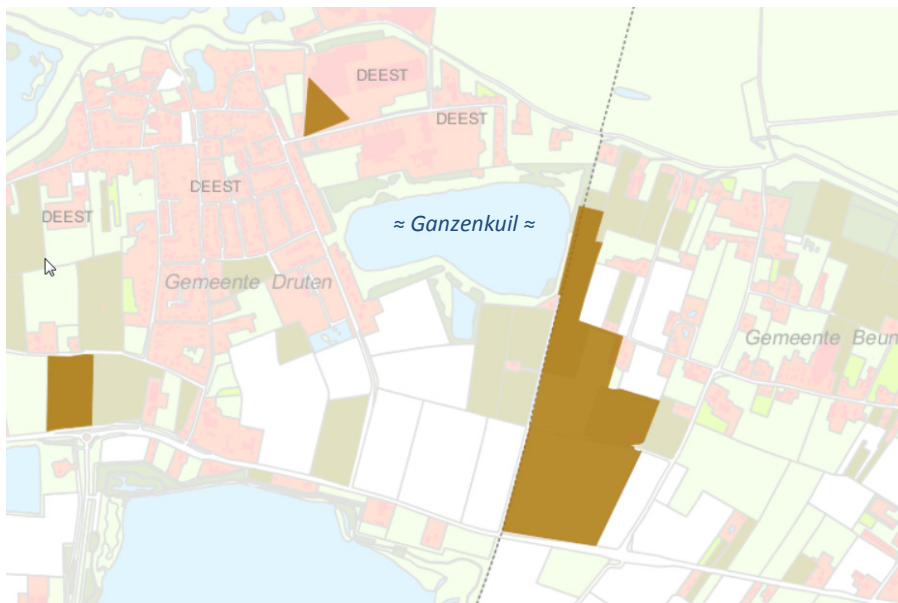 DEEST
DEEST
≈ Ganzenkuil ≈
DEEST
DEEST
Gemeente Druten
Gemeente Beun